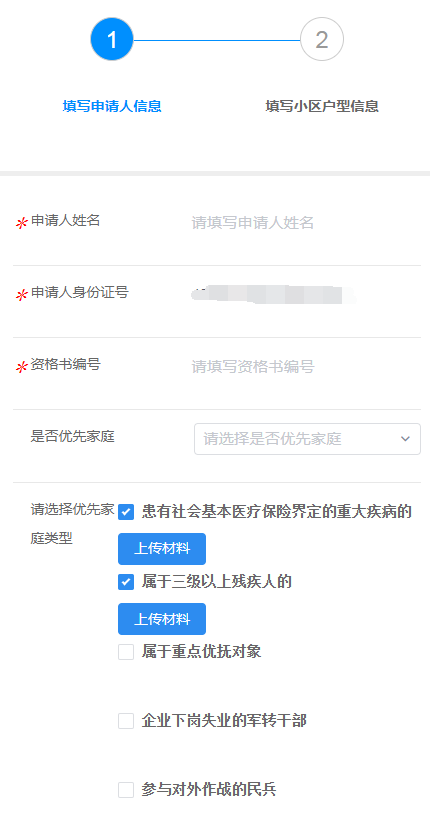 1
2
填写申请人信息
填写小区户型信息
* 申请人姓名
请填写申请人姓名
* 申请人身份证号
* 资格书编号
请填写资格书编号
是否优先家庭
请选择是否优先家庭
请选择优先家
庭类型
患有社会基本医疗保险界定的重大疾病的
上传材料
属于三级以上残疾人的
上传材料
属于重点优抚对象
企业下岗失业的军转干部
参与对外作战的民兵